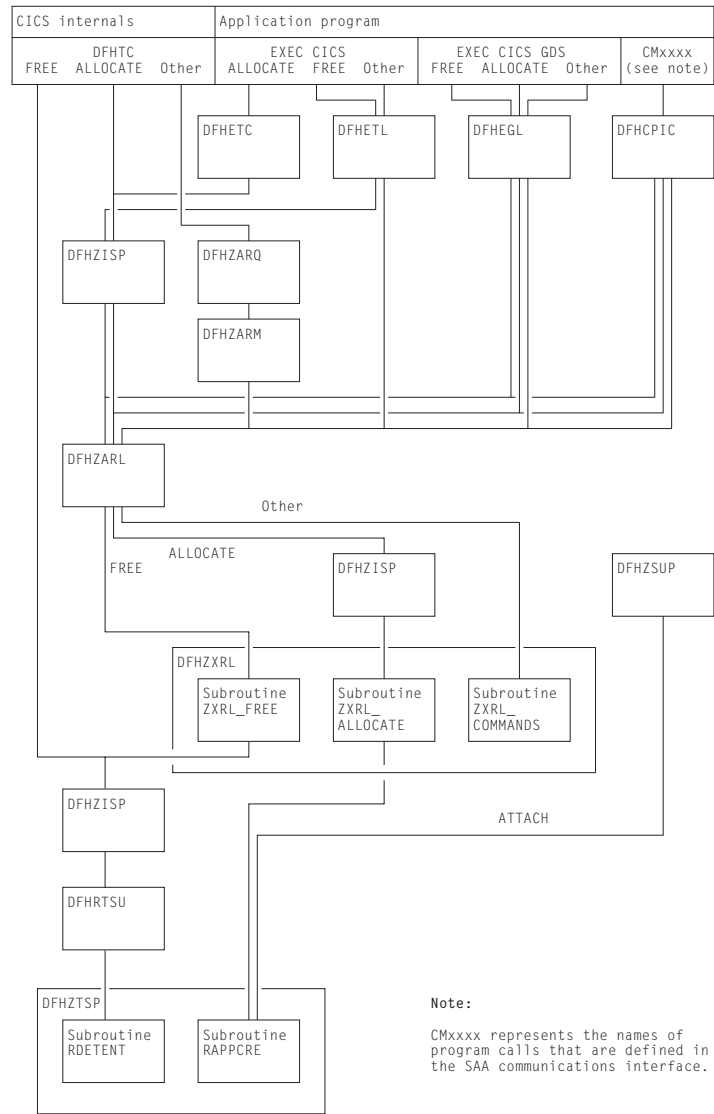 CICS internals
Application program
DFHTC
FREE ALLOCATE Other
EXEC CICS
ALLOCATE FREE Other
EXEC CICS GDS
FREE ALLOCATE Other
CMxxxx
(see note)
DFHETC
DFHETL
DFHEGL
DFHCPIC
DFHZISP
DFHZARQ
DFHZARM
DFHZARL
Other
ALLOCATE
FREE
DFHZISP
DFHZSUP
DFHZXRL
Subroutine
ZXRL_FREE
Subroutine
ZXRL_
ALLOCATE
Subroutine
ZXRL_
COMMANDS
DFHZISP
ATTACH
DFHRTSU
DFHZTSP
Subroutine
RDETENT
Subroutine
RAPPCRE
Note:
CMxxxx represents the names of
program calls that are defined in
the SAA communications interface.